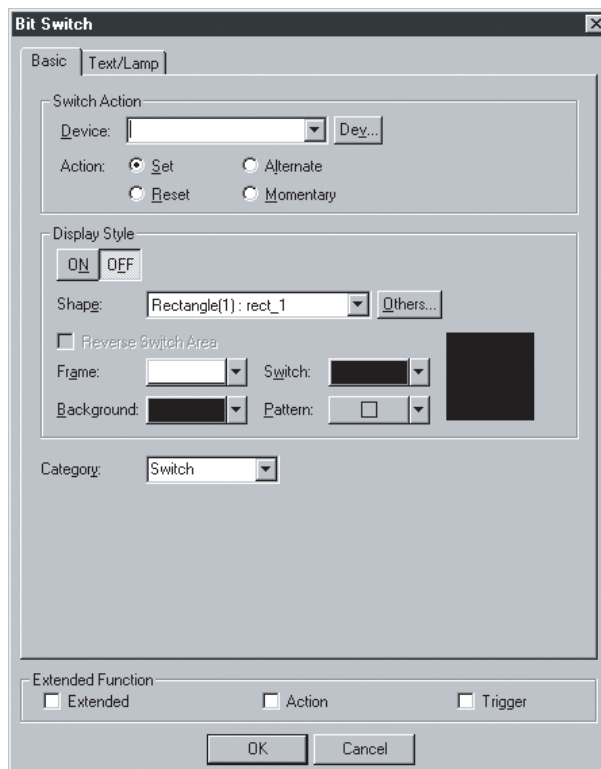 Bit Switch
Basic Text/Lamp
Switch Action
Device: Dev...
Action: Set Alternate
Reset Momentary
Display Style
ON OFF
Shape: Rectangle(1) : rect_1 Others...
Reverse Switch Area
Frame: Switch:
Background: Pattern:
Category: Switch
Extended Function
Extended Action Trigger
OK Cancel